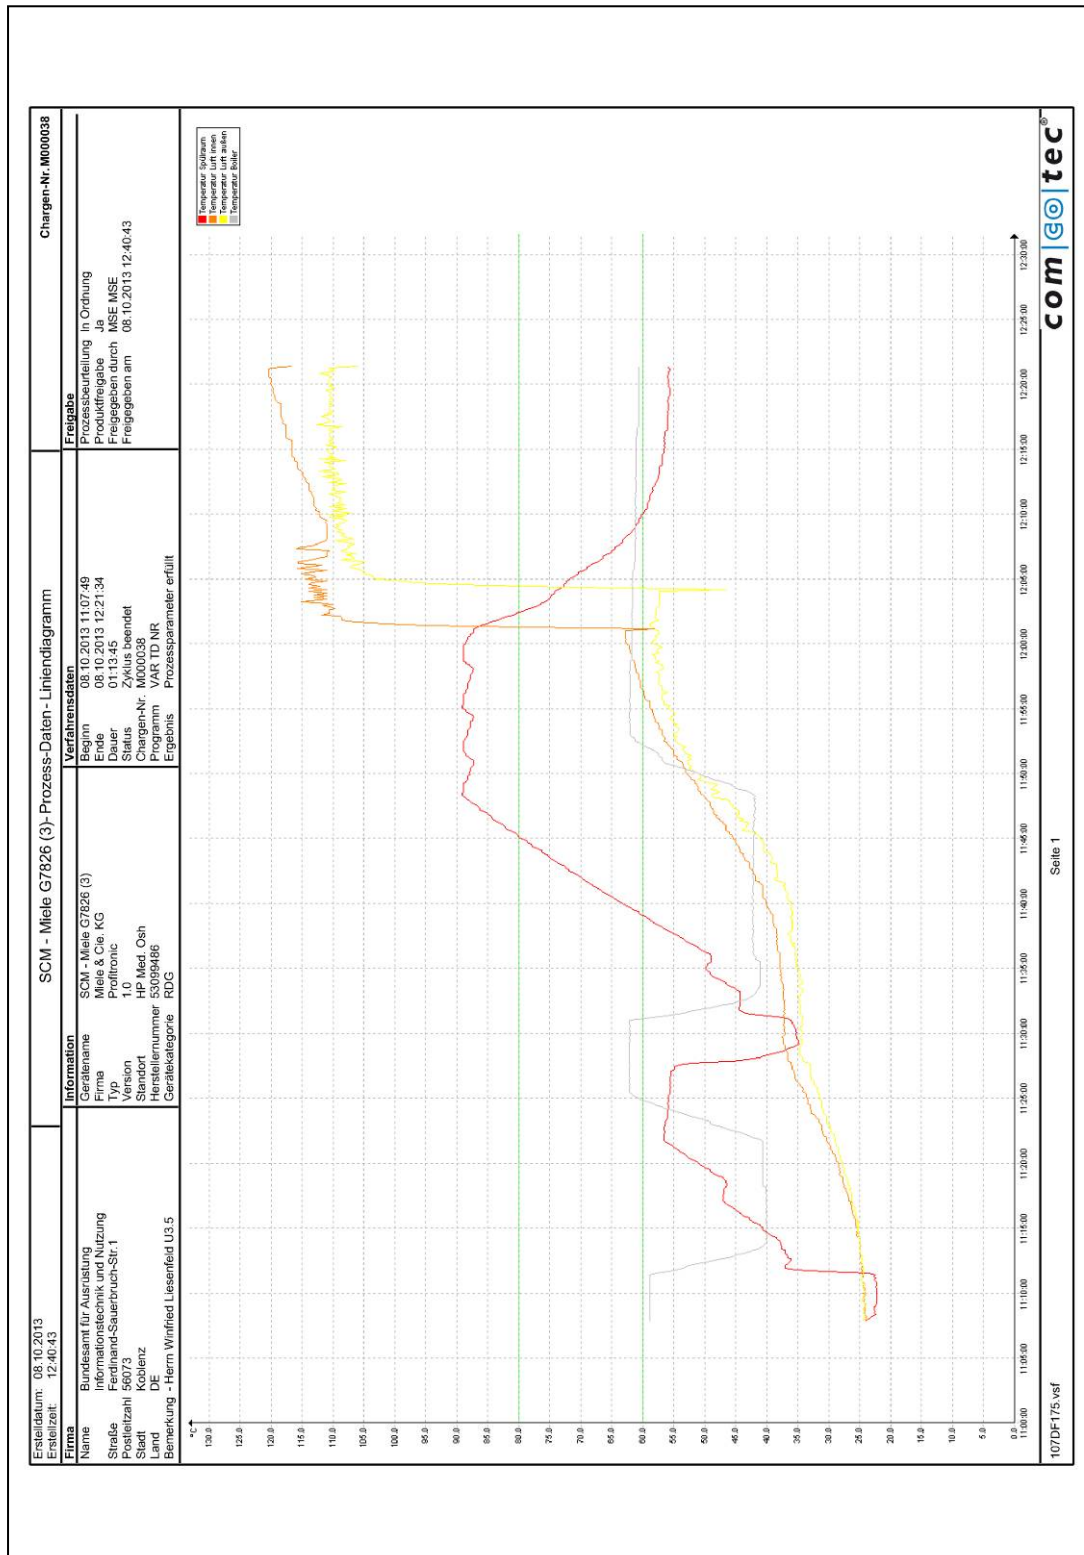 Erstelldatum: 08.10.2013
Erstellzeit: 12:40:43
SCM - Miele G7826 (3)- Prozess-Daten - Liniendiagramm
Chargen-Nr. M000038
Firma
Name Bundesamt für Ausrüstung
Informationstechnik und Nutzung
Straße Ferdinand-Sauerbruch-Str.1
Postleitzahl 56073
Stadt Koblenz
Land DE
Bemerkung - Herrn Winfried Liesenfeld U3.5
Information
Gerätename SCM - Miele G7826 (3)
Firma Miele & Cie. KG
Typ Profitronic
Version 1.0
Standort HP Med. Osh
Herstellernummer 53099486
Gerätekategorie RDG
Verfahrensdaten
Beginn 08.10.2013 11:07:49
Ende 08.10.2013 12:21:34
Dauer 01:13:45
Status Zyklus beendet
Chargen-Nr. M000038
Programm VAR TD NR
Ergebnis Prozessparameter erfüllt
Freigabe
Prozessbeurteilung In Ordnung
Produktfreigabe Ja
Freigegeben durch MSE MSE
Freigegeben am 08.10.2013 12:40:43
°C
120.0
115.0
110.0
105.0
100.0
95.0
90.0
85.0
80.0
75.0
70.0
65.0
60.0
55.0
50.0
45.0
40.0
35.0
30.0
25.0
20.0
15.0
10.0
5.0
0.0
Temperatur Spülraum
Temperatur Luft innen
Temperatur Luft außen
Temperatur Boiler
11:00:00
11:05:00
11:10:00
11:15:00
11:20:00
11:25:00
11:30:00
11:35:00
11:40:00
11:45:00
11:50:00
11:55:00
12:00:00
12:05:00
12:10:00
12:15:00
12:20:00
12:25:00
12:30:00
107DF175.vsf
Seite 1
com|go|tec®